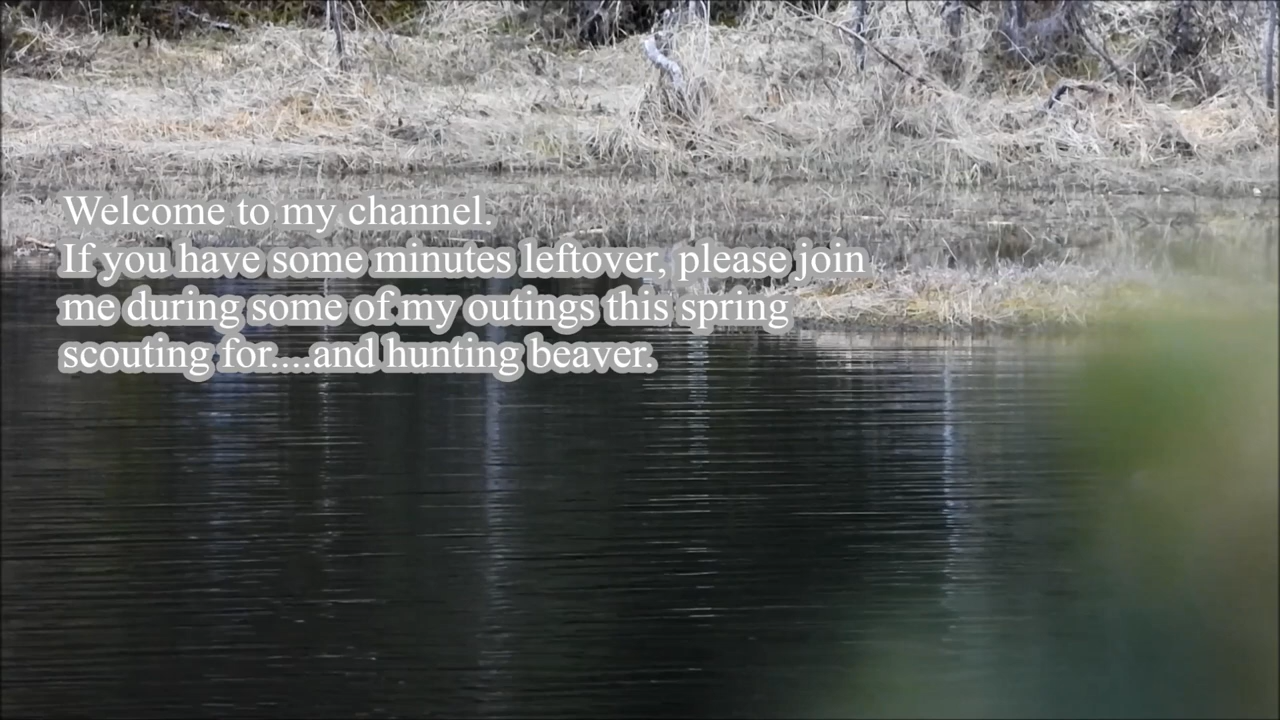 Welcome to my channel.
If you have some minutes leftover, please join
me during some of my outings this spring
scouting for....and hunting beaver.